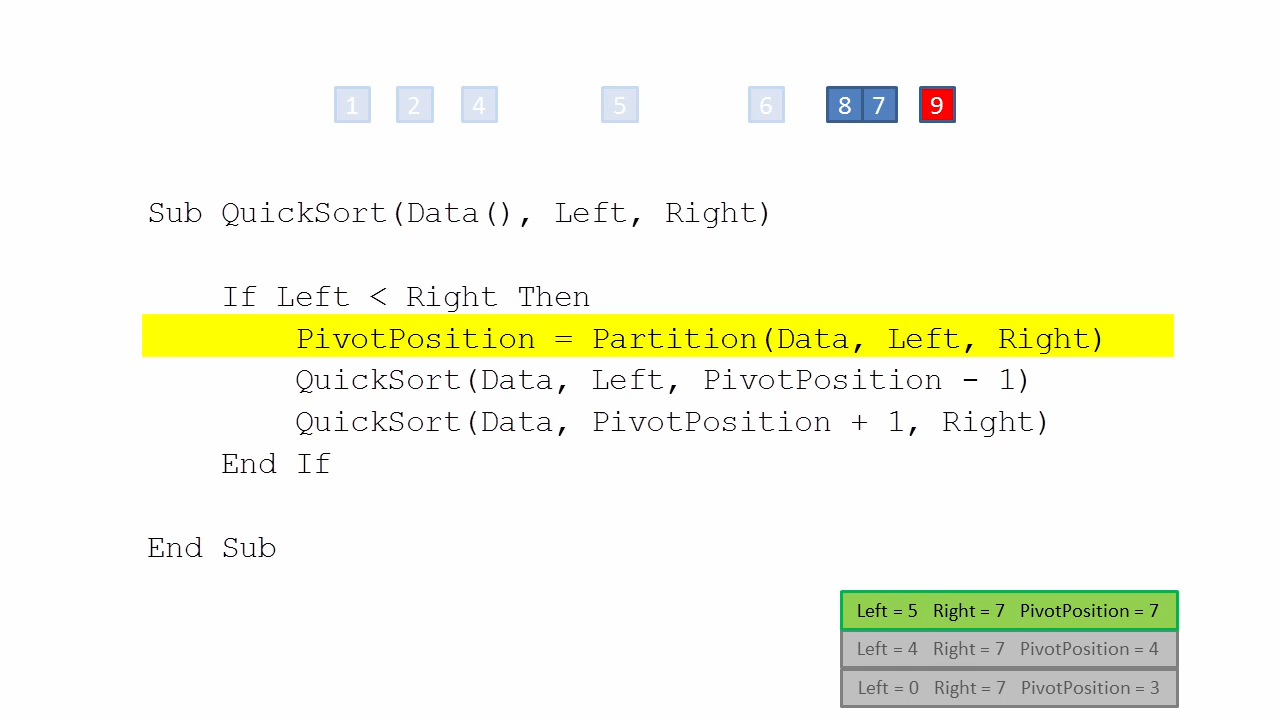 1 2 4 5 6 8 7 9
Sub QuickSort(Data(), Left, Right)
If Left < Right Then
PivotPosition = Partition(Data, Left, Right)
QuickSort(Data, Left, PivotPosition - 1)
QuickSort(Data, PivotPosition + 1, Right)
End If
End Sub
Left = 5 Right = 7 PivotPosition = 7
Left = 4 Right = 7 PivotPosition = 4
Left = 0 Right = 7 PivotPosition = 3